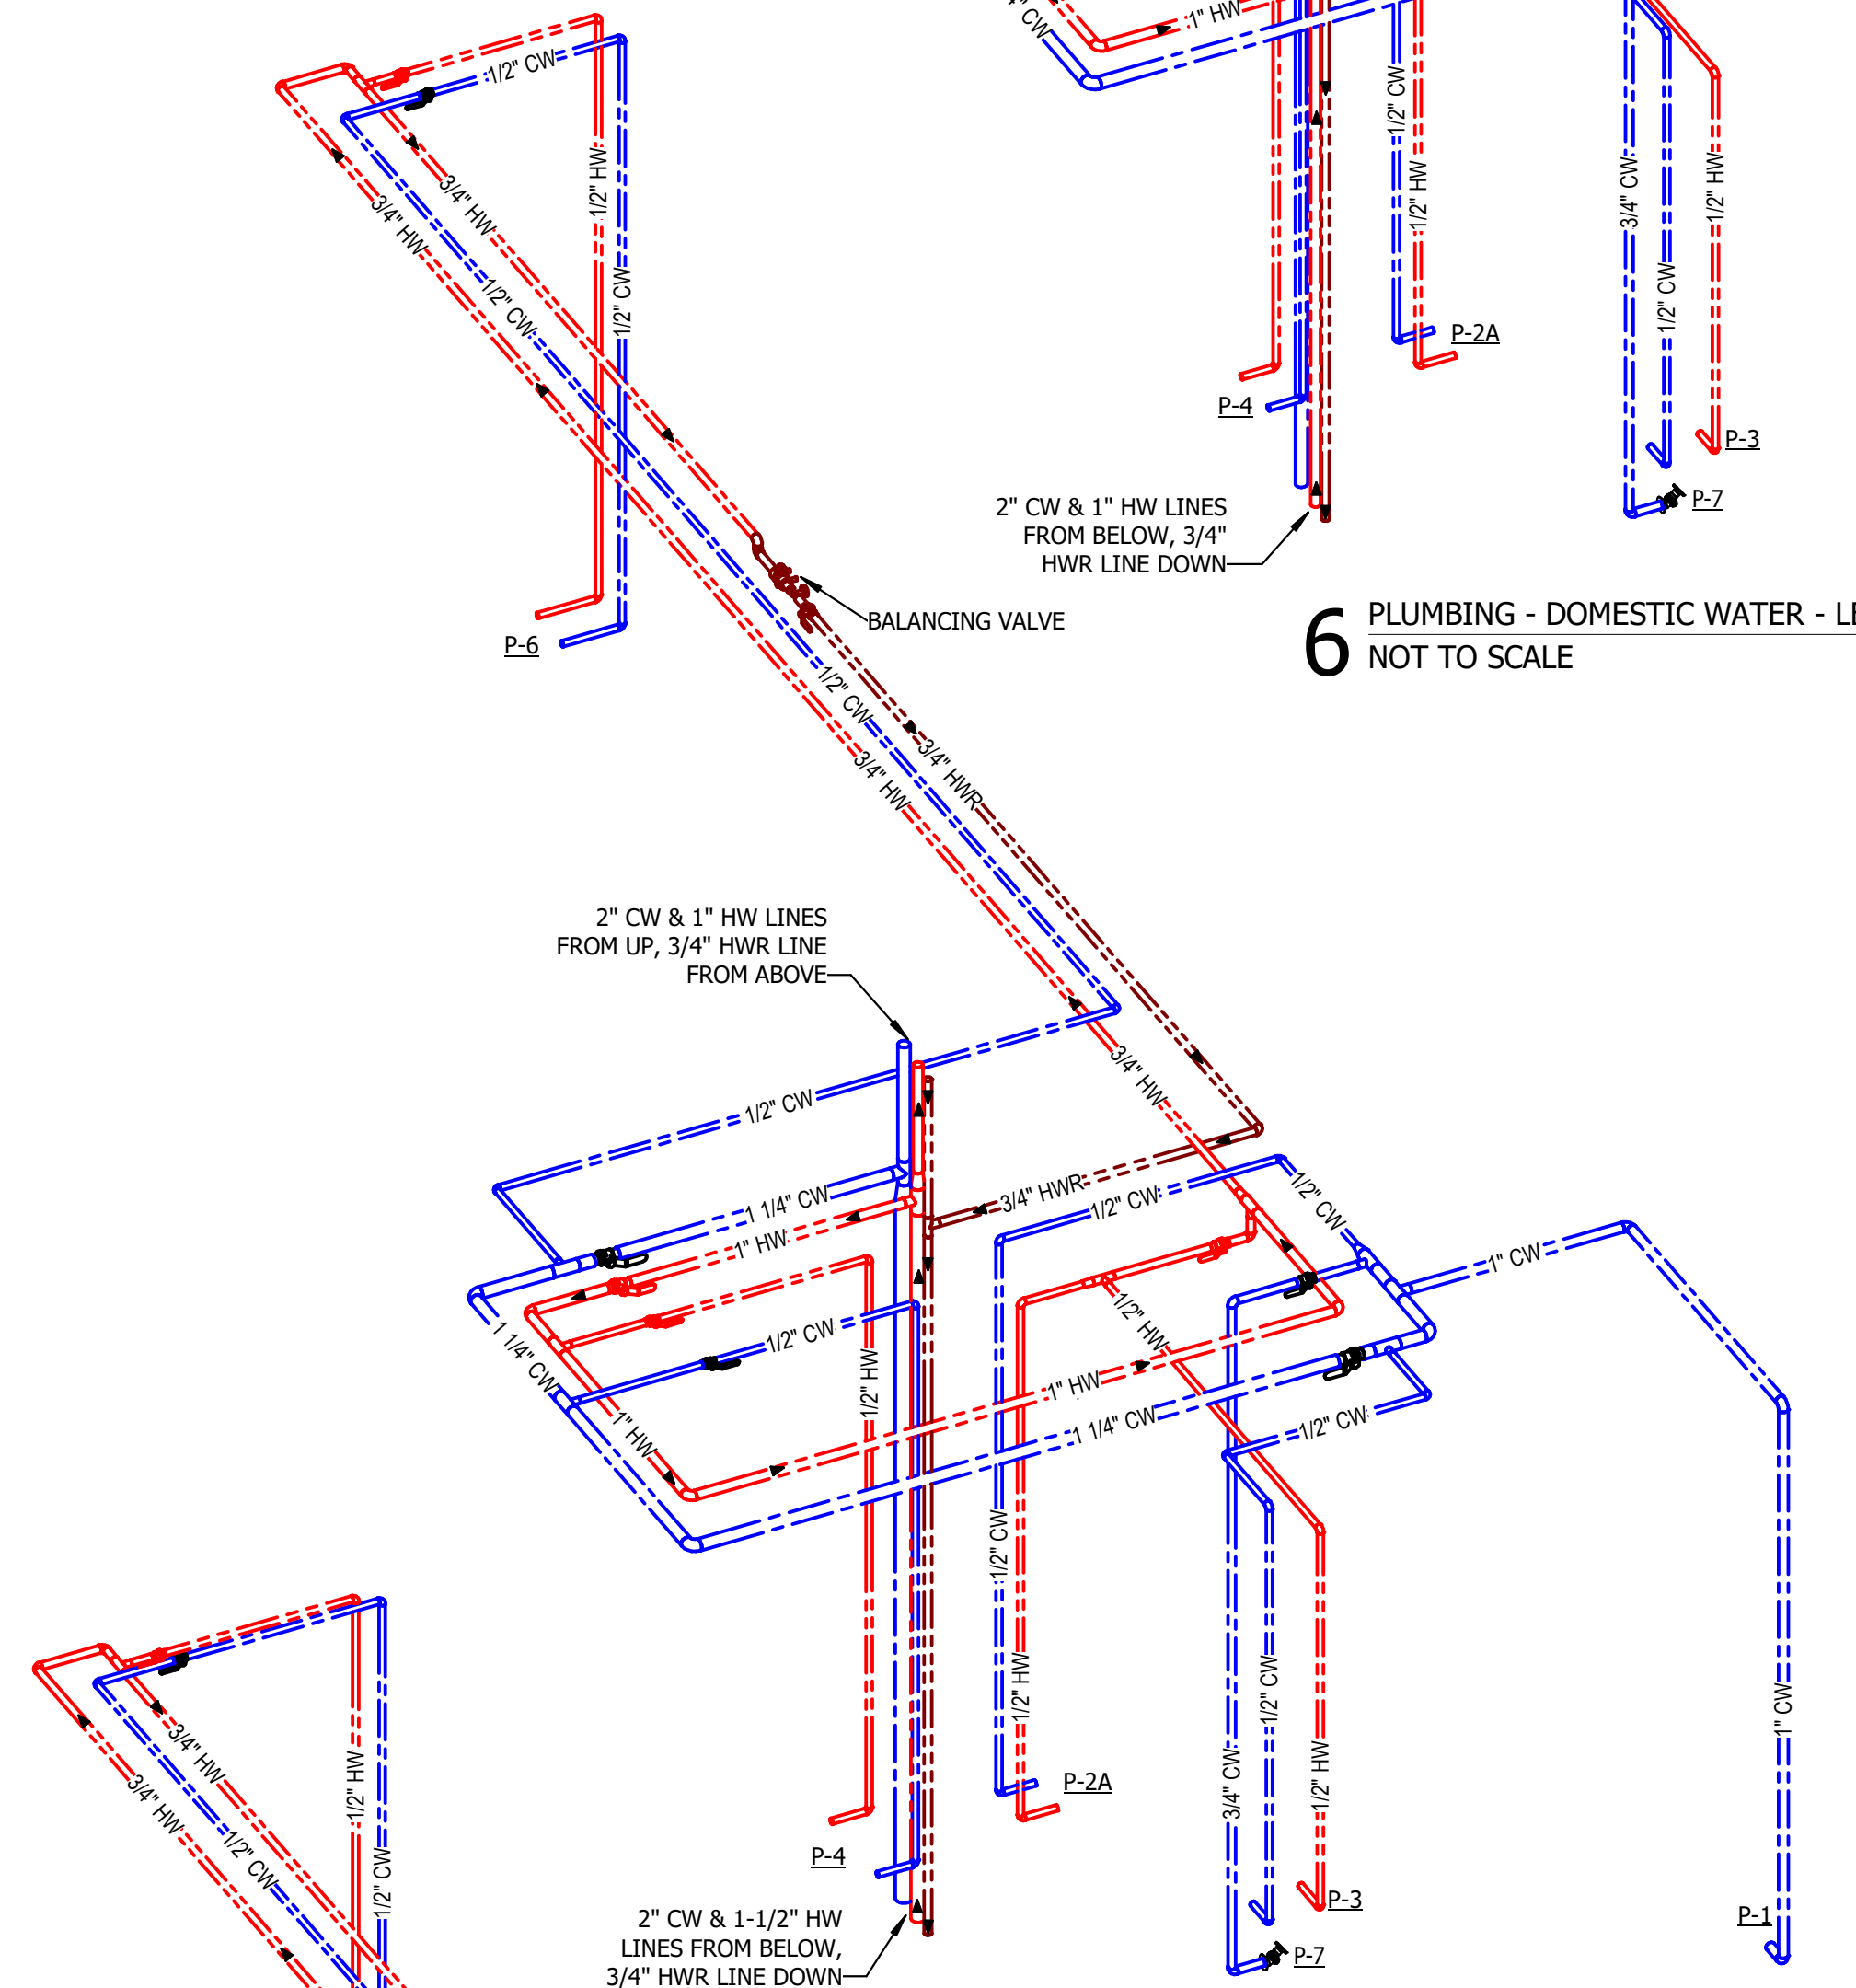 CW
1" HW
1/2" CW
1/2" CW
1/2" HW
3/4" CW
1/2" CW
1/2" HW
P-2A
P-4
P-3
P-7
2" CW & 1" HW LINES
FROM BELOW, 3/4"
HWR LINE DOWN
6
PLUMBING - DOMESTIC WATER - LE
NOT TO SCALE
3/4" HW
3/4" HW
1/2" HW
1/2" CW
1/2" CW
P-6
BALANCING VALVE
1/2" CW
3/4" HW
3/4" HWR
2" CW & 1" HW LINES
FROM UP, 3/4" HWR LINE
FROM ABOVE
3/4" HW
1/2" CW
1 1/4" CW
1" HW
3/4" HWR
1/2" CW
1/2" CW
1" CW
1 1/4" CW
1/2" CW
1/2" HW
1/2" HW
1" HW
1" HW
1 1/4" CW
1/2" CW
1/2" CW
1/2" HW
3/4" CW
1/2" CW
1/2" HW
1" CW
P-2A
P-4
P-3
P-7
P-1
2" CW & 1-1/2" HW
LINES FROM BELOW,
3/4" HWR LINE DOWN
3/4" HW
3/4" HW
1/2" CW
1/2" HW
1/2" CW